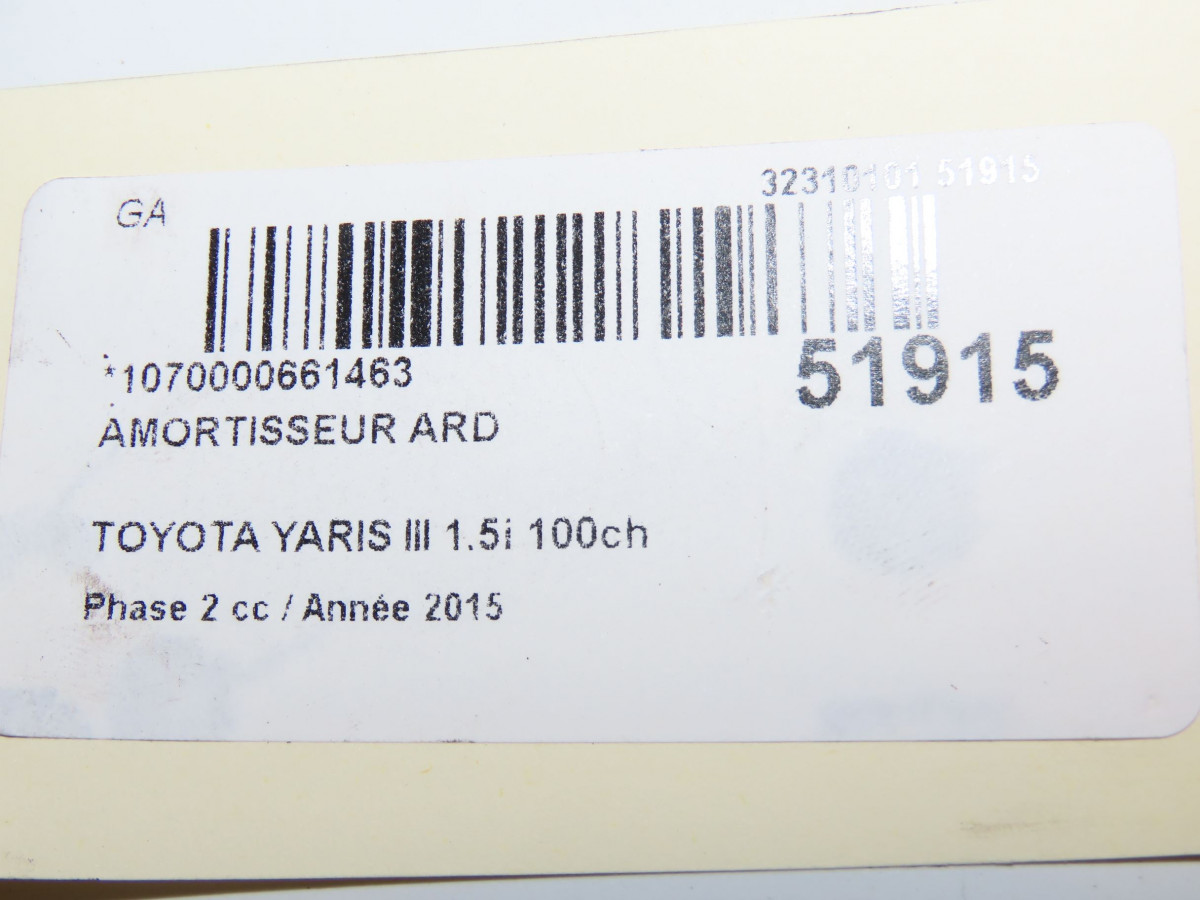 GA
32310101 51915
*1070000661463
51915
AMORTISSEUR ARD
TOYOTA YARIS III 1.5i 100ch
Phase 2 cc / Année 2015